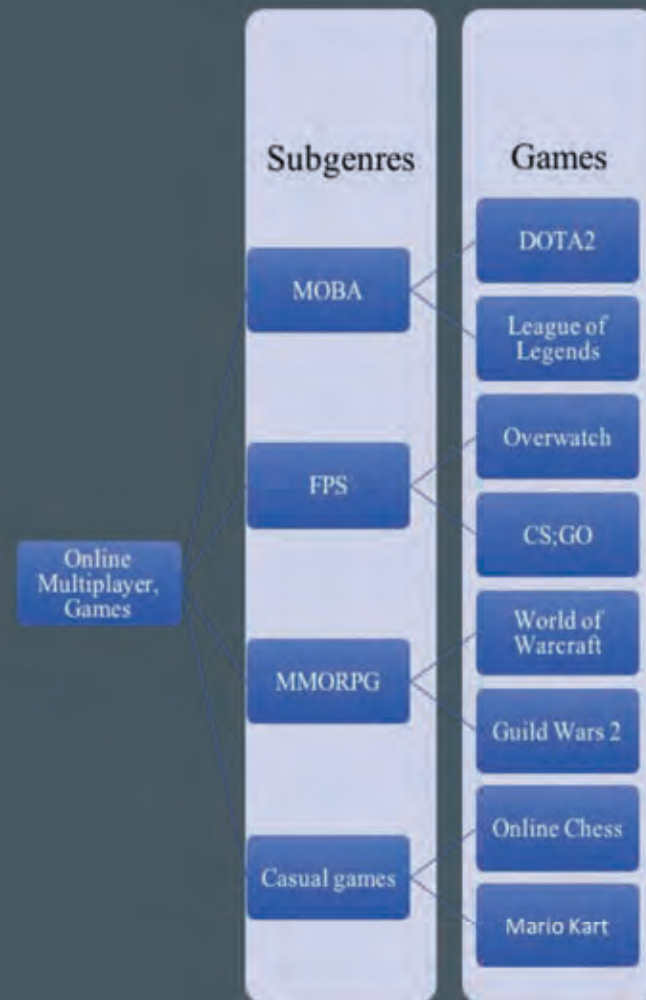 Subgenres
Games
Online
Multiplayer,
Games
MOBA
DOTA2
League of
Legends
FPS
Overwatch
CS;GO
MMORPG
World of
Warcraft
Guild Wars 2
Casual games
Online Chess
Mario Kart